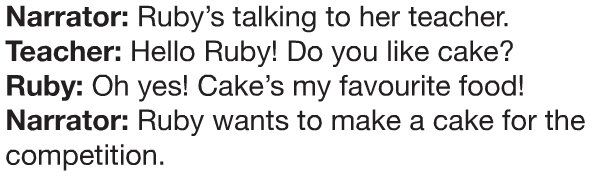 Narrator: Ruby’s talking to her teacher.
Teacher: Hello Ruby! Do you like cake?
Ruby: Oh yes! Cake’s my favourite food!
Narrator: Ruby wants to make a cake for the
competition.